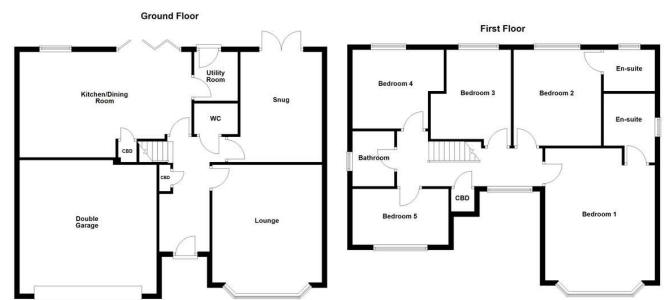 Ground Floor
Kitchen/Dining
Room
Utility
Room
Snug
WC
CBD
CBD
Double
Garage
Lounge
First Floor
Bedroom 4
Bedroom 3
Bedroom 2
En-suite
En-suite
Bathroom
CBD
Bedroom 5
Bedroom 1